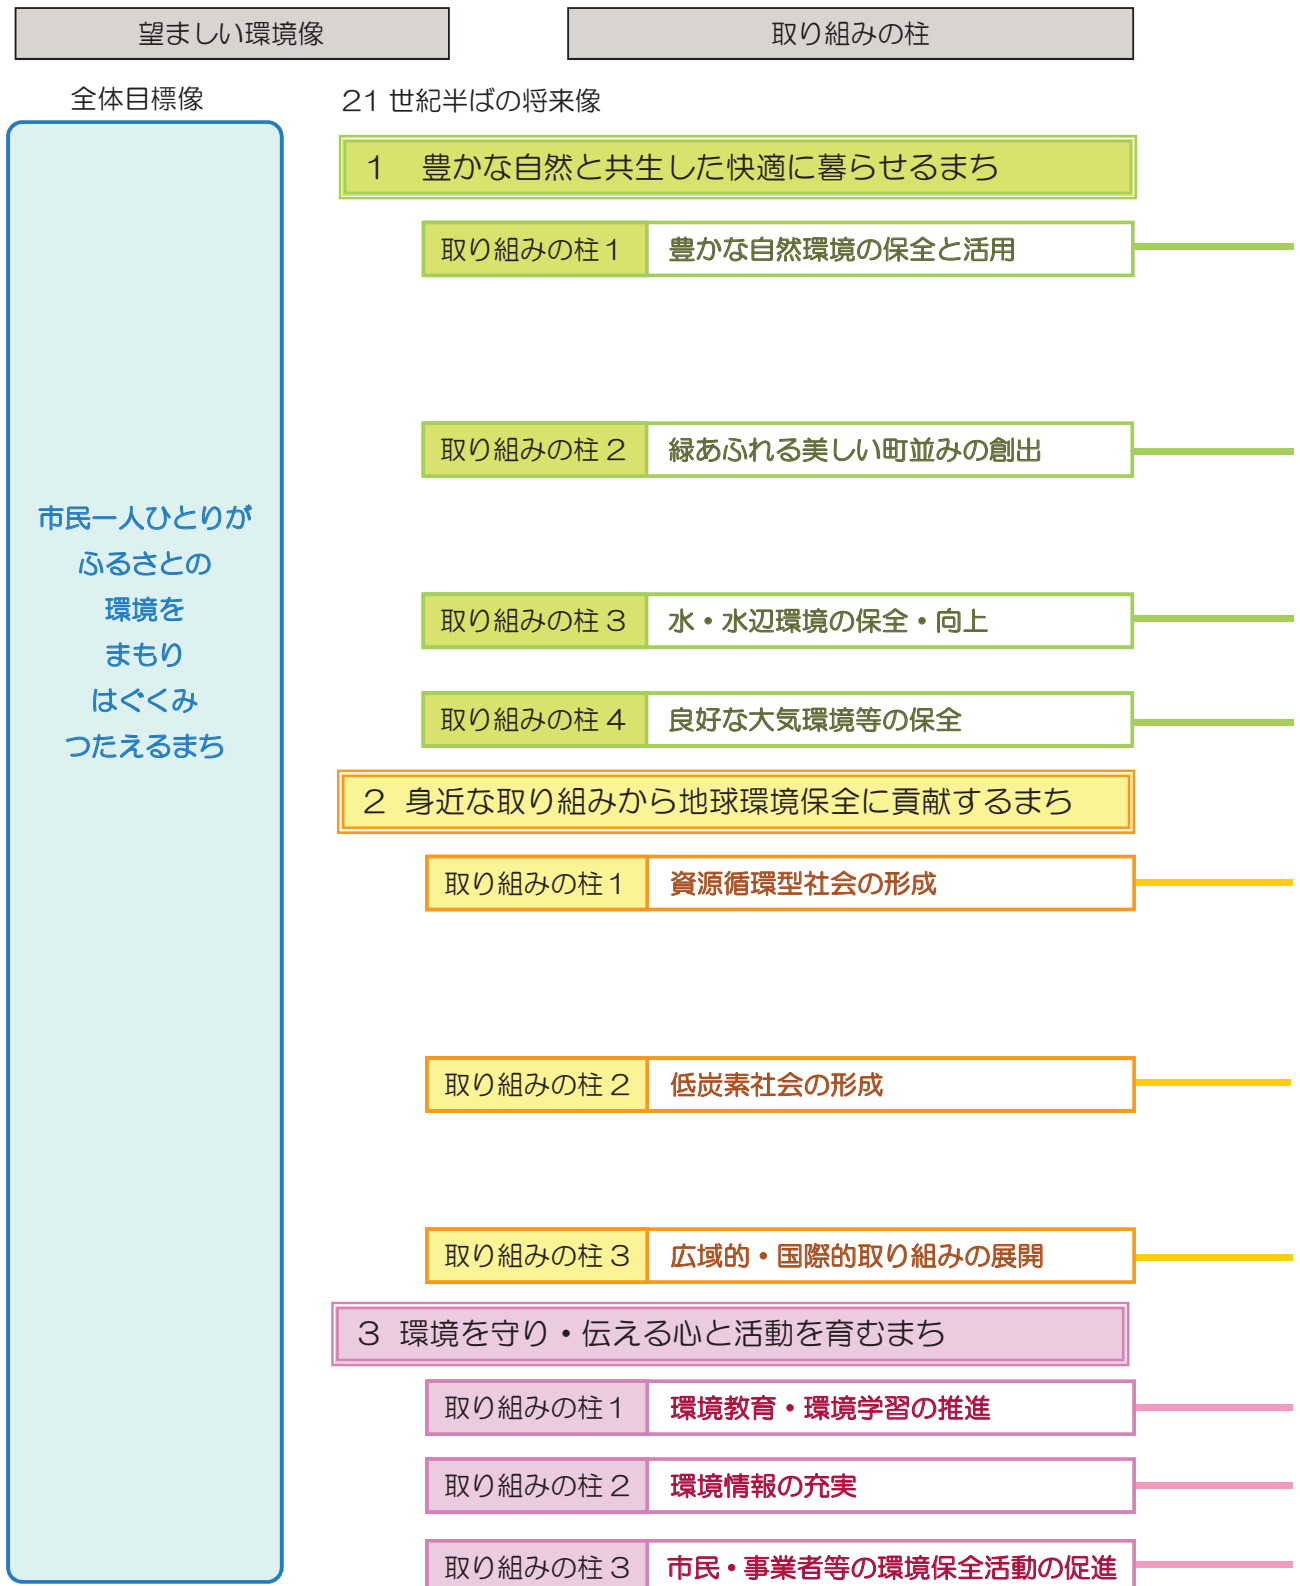 望ましい環境像
取り組みの柱
全体目標像
21 世紀半ばの将来像
市民一人ひとりが
ふるさとの
環境を
まもり
はぐくみ
つたえるまち
1 豊かな自然と共生した快適に暮らせるまち
取り組みの柱1 豊かな自然環境の保全と活用
取り組みの柱2 緑あふれる美しい町並みの創出
取り組みの柱3 水・水辺環境の保全・向上
取り組みの柱4 良好な大気環境等の保全
2 身近な取り組みから地球環境保全に貢献するまち
取り組みの柱1 資源循環型社会の形成
取り組みの柱2 低炭素社会の形成
取り組みの柱3 広域的・国際的取り組みの展開
3 環境を守り・伝える心と活動を育むまち
取り組みの柱1 環境教育・環境学習の推進
取り組みの柱2 環境情報の充実
取り組みの柱3 市民・事業者等の環境保全活動の促進